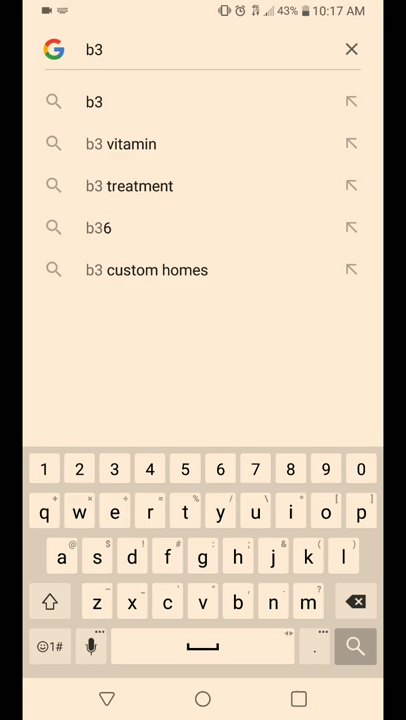 43% 10:17 AM
b3
b3
b3 vitamin
b3 treatment
b36
b3 custom homes
1 2 3 4 5 6 7 8 9 0
+ × ÷ = % / \ * [ ]
q w e r t y u i o p
@ $ ! # : ; & ( )
a s d f g h j k l
- _ ' " , . ?
z x c v b n m
1# .